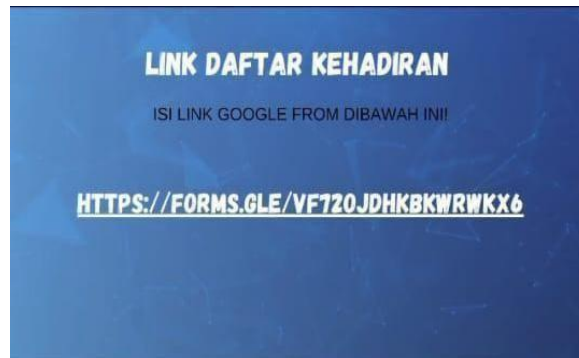 LINK DAFTAR KEHADIRAN
ISI LINK GOOGLE FROM DIBAWAH INI!
HTTPS://FORMS.GLE/VF72OJDHKBKWRWKX6